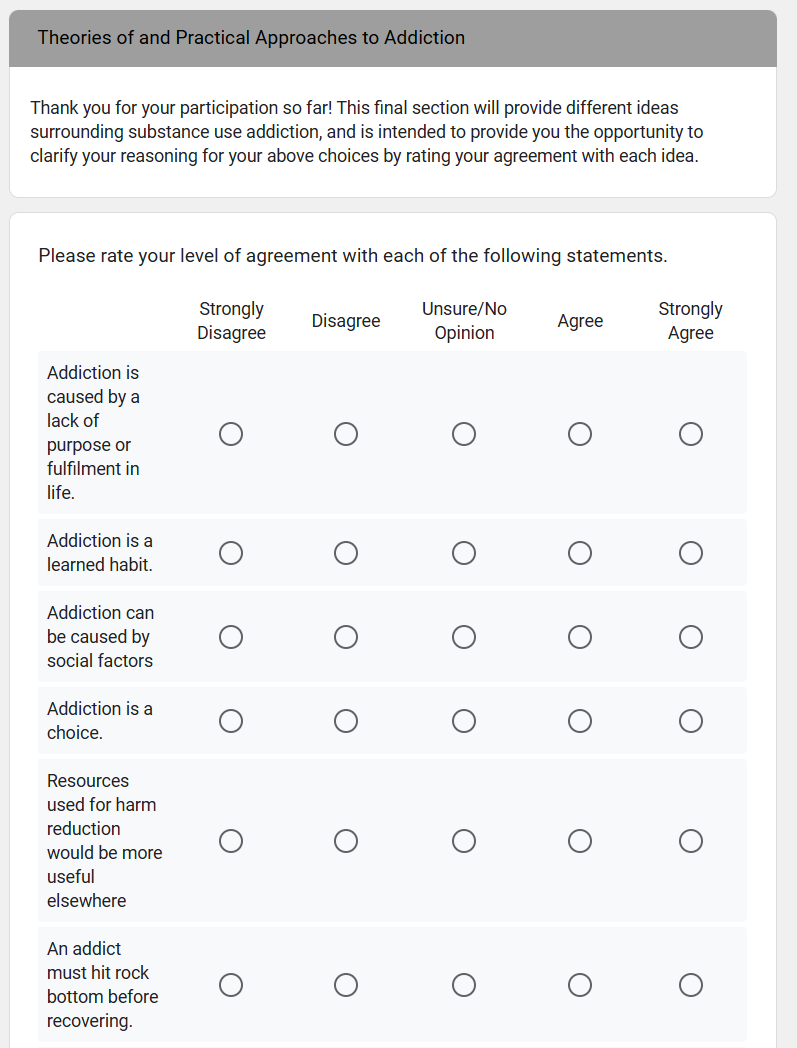 Theories of and Practical Approaches to Addiction
Thank you for your participation so far! This final section will provide different ideas
surrounding substance use addiction, and is intended to provide you the opportunity to
clarify your reasoning for your above choices by rating your agreement with each idea.
Please rate your level of agreement with each of the following statements.
Strongly
Disagree
Disagree
Unsure/No
Opinion
Agree
Strongly
Agree
Addiction is
caused by a
lack of
purpose or
fulfilment in
life.
Addiction is a
learned habit.
Addiction can
be caused by
social factors
Addiction is a
choice.
Resources
used for harm
reduction
would be more
useful
elsewhere
An addict
must hit rock
bottom before
recovering.